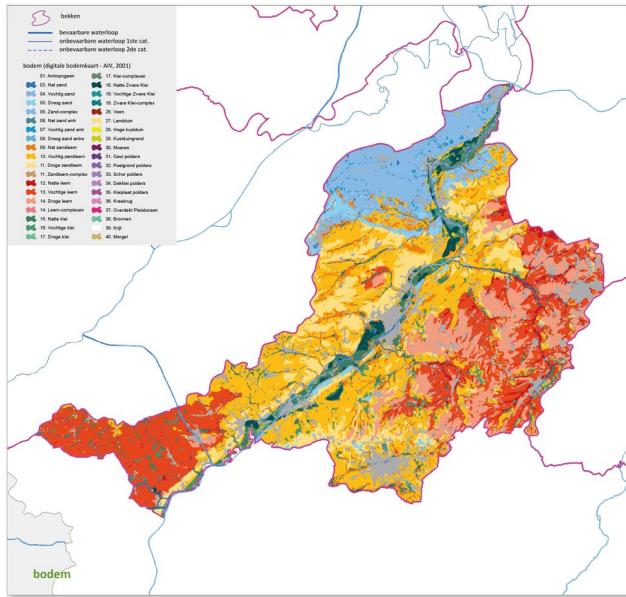 bekken
bevaarbare waterloop
onbevaarbare waterloop 1ste cat.
onbevaarbare waterloop 2de cat.
bodem (digitale bodemkaart - AIV, 2001)
01. Antropogeen
03. Nat zand
04. Vochtig zand
05. Droog zand
06. Zand-complex
06. Nat zand antr
07. Vochtig zand antr
08. Droog zand antro
09. Nat zandleem
10. Vochtig zandleem
11. Droog zandleem
11. Zandleem-complex
12. Natte leem
13. Vochtige leem
14. Droge leem
14. Leem-complexen
15. Natte klei
16. Vochtige klei
17. Droge klei
17. Klei-complexen
18. Natte Zware Klei
19. Vochtige Zware Klei
19. Zware Klei-complex
26. Veen
27. Landduin
28. Hoge kustduin
29. Kustduingrond
30. Moeren
31. Geul polders
32. Poelgrond polders
33. Schor polders
34. Dekklei polders
35. Kleiplaat polders
36. Kreekrug
37. Overdekt Pleistoceen
38. Bronnen
39. Krijt
40. Mergel
bodem